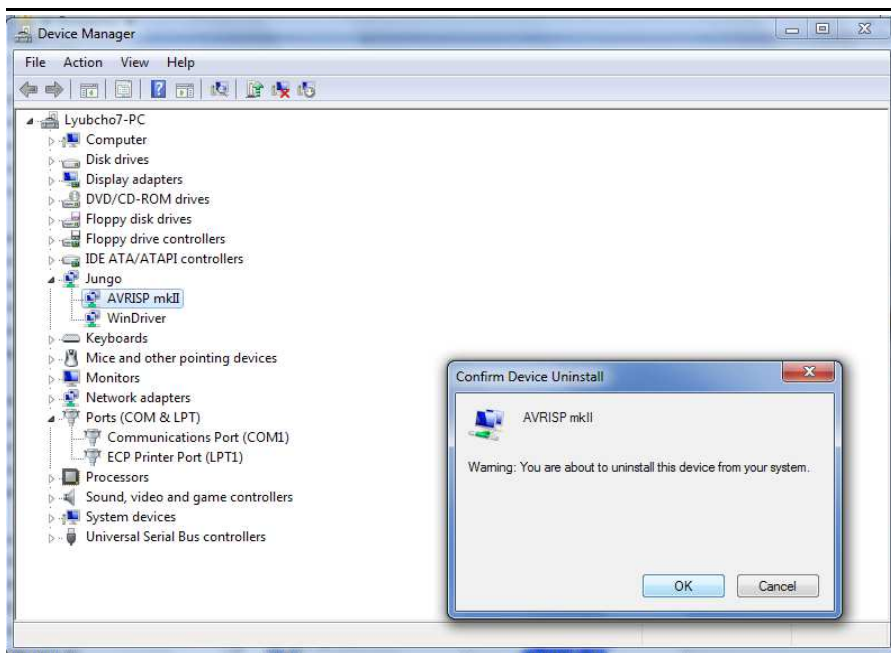 Device Manager
File Action View Help
Lyubcho7-PC
Computer
Disk drives
Display adapters
DVD/CD-ROM drives
Floppy disk drives
Floppy drive controllers
IDE ATA/ATAPI controllers
Jungo
AVRISP mkII
WinDriver
Keyboards
Mice and other pointing devices
Monitors
Network adapters
Ports (COM & LPT)
Communications Port (COM1)
ECP Printer Port (LPT1)
Processors
Sound, video and game controllers
System devices
Universal Serial Bus controllers
Confirm Device Uninstall
AVRISP mkII
Warning: You are about to uninstall this device from your system.
OK Cancel